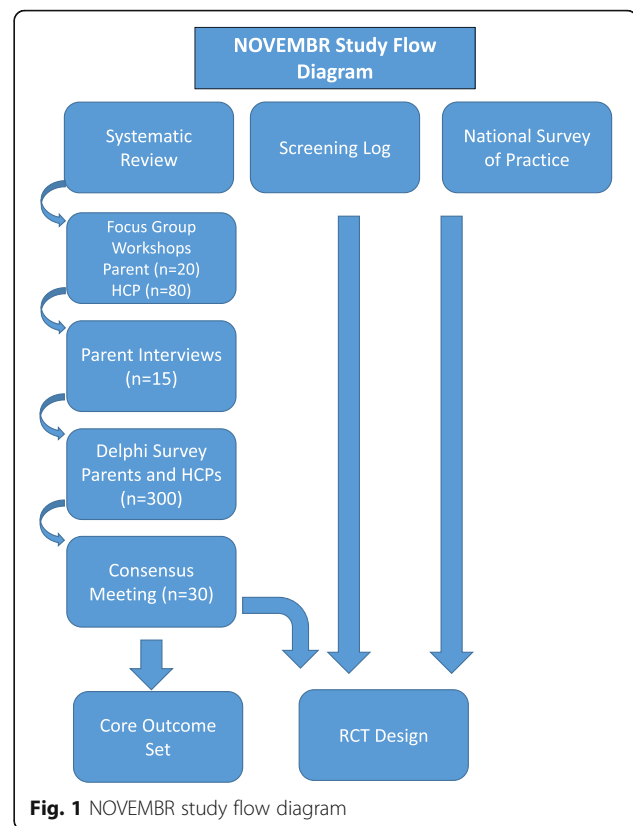 NOVEMBR Study Flow
Diagram
Systematic
Review
Screening Log
National Survey
of Practice
Focus Group
Workshops
Parent (n=20)
HCP (n=80)
Parent Interviews
(n=15)
Delphi Survey
Parents and HCPs
(n=300)
Consensus
Meeting (n=30)
Core Outcome
Set
RCT Design
Fig. 1 NOVEMBR study flow diagram